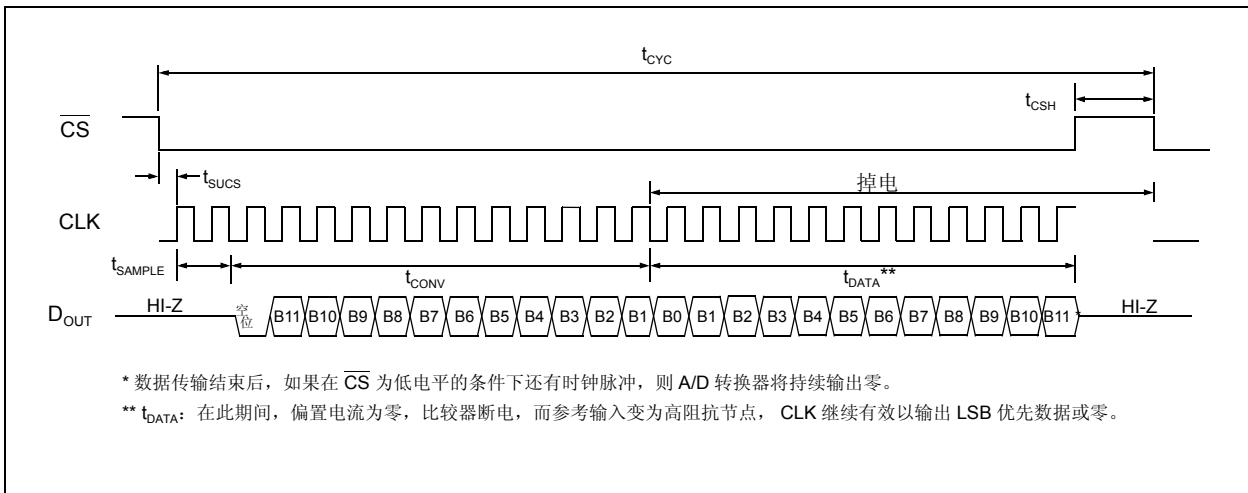 tCYC
tCSH
CS
tSUCS
掉电
CLK
tSAMPLE
tCONV
tDATA**
DOUT
HI-Z
空位
B11 B10 B9 B8 B7 B6 B5 B4 B3 B2 B1 B0 B1 B2 B3 B4 B5 B6 B7 B8 B9 B10 B11 *
HI-Z
* 数据传输结束后，如果在 CS 为低电平的条件下还有时钟脉冲，则 A/D 转换器将持续输出零。
** tDATA：在此期间，偏置电流为零，比较器断电，而参考输入变为高阻抗节点， CLK 继续有效以输出 LSB 优先数据或零。